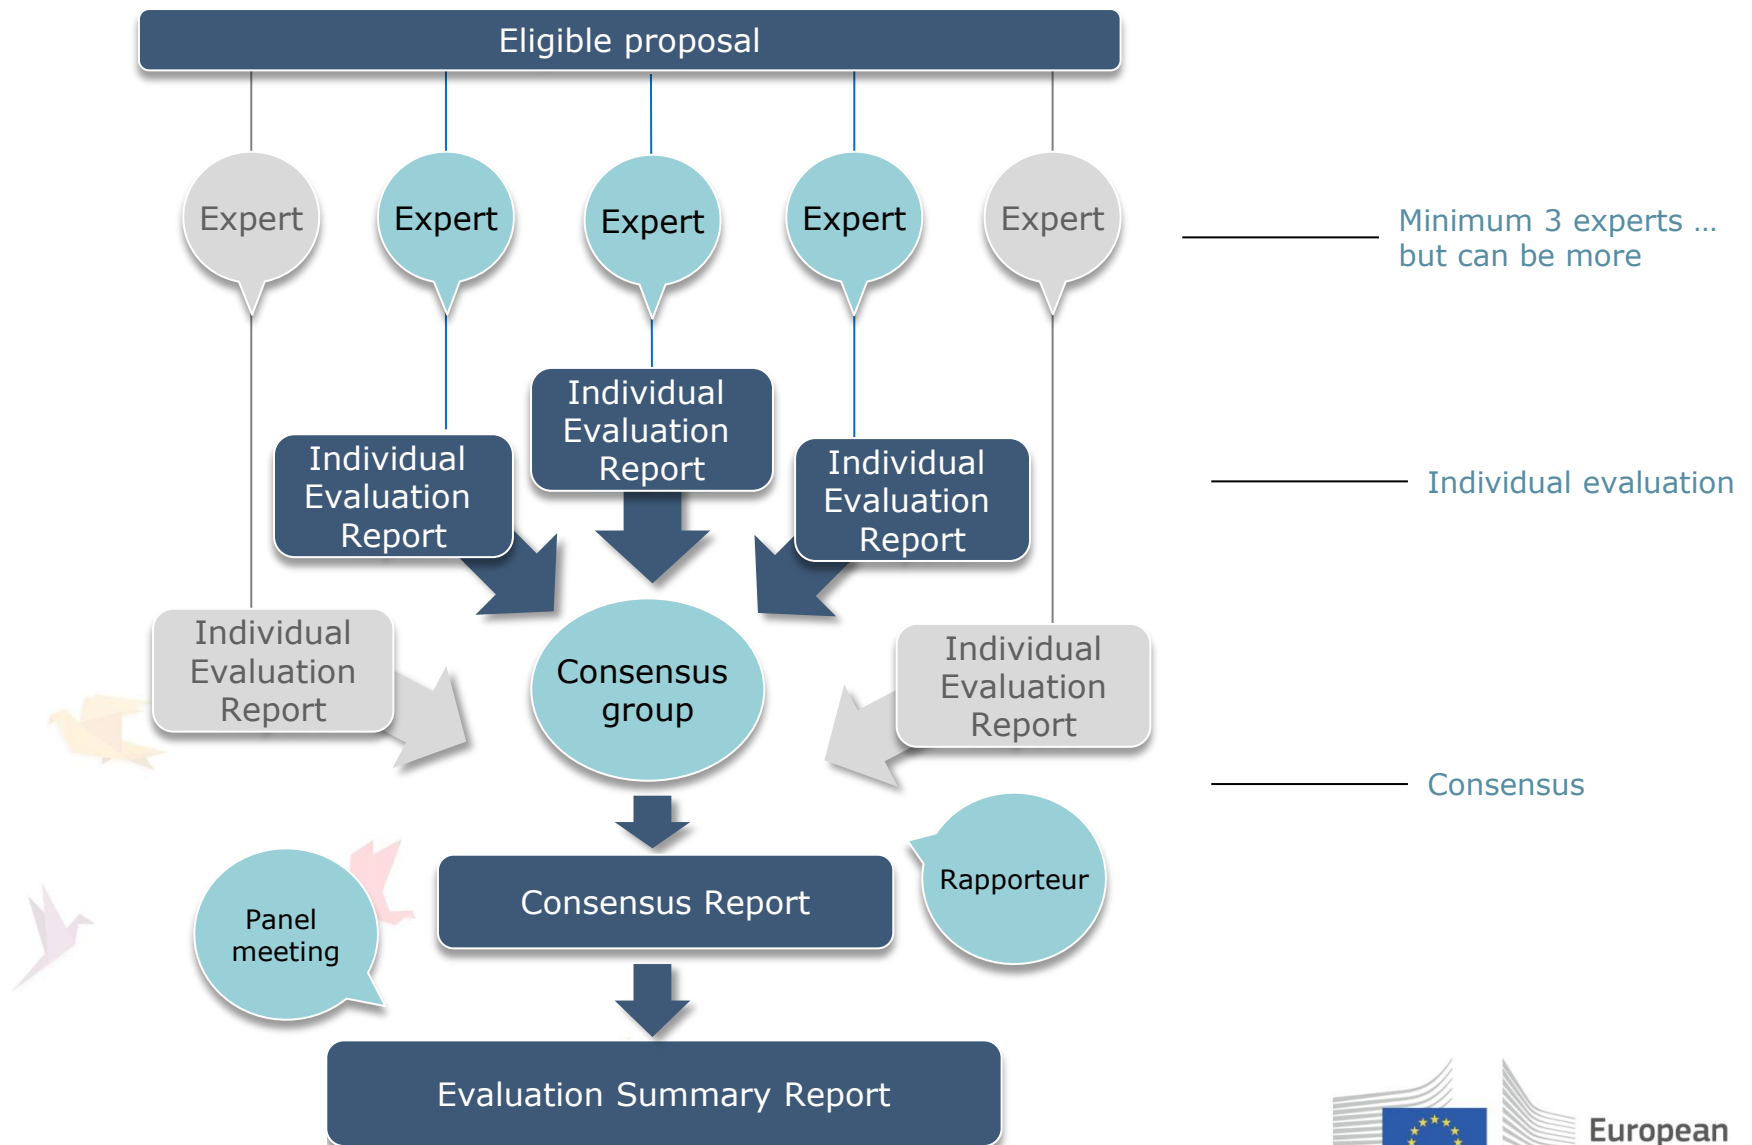 Eligible proposal
Expert
Expert
Expert
Expert
Expert
Minimum 3 experts …
but can be more
Individual
Evaluation
Report
Individual
Evaluation
Report
Individual
Evaluation
Report
Individual evaluation
Individual
Evaluation
Report
Consensus
group
Individual
Evaluation
Report
Consensus
Rapporteur
Consensus Report
Panel
meeting
Evaluation Summary Report
European